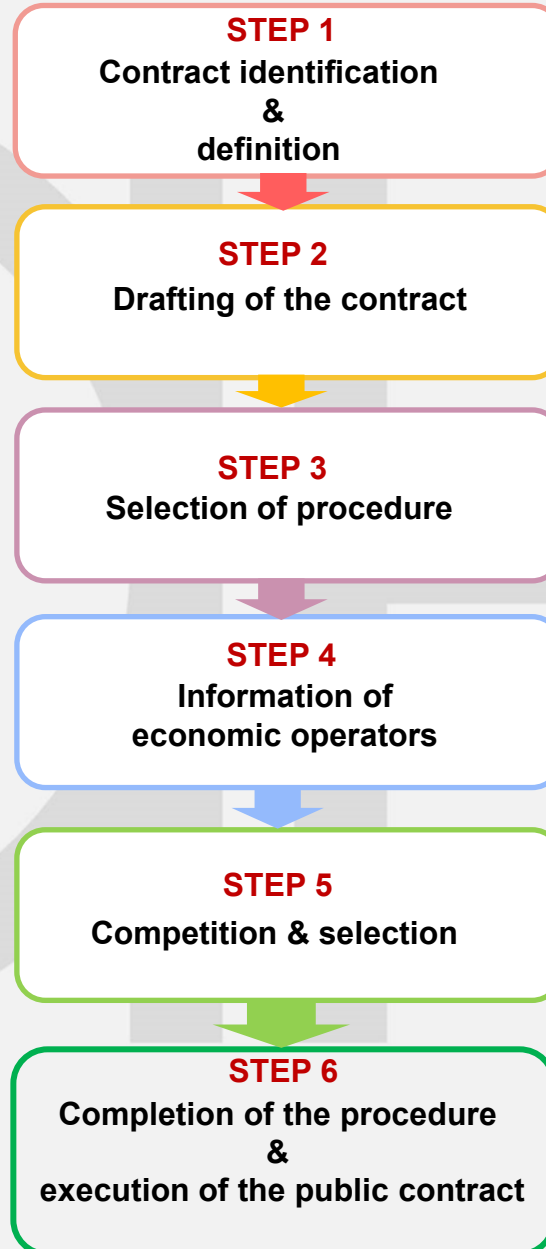 STEP 1
Contract identification
&
definition
STEP 2
Drafting of the contract
STEP 3
Selection of procedure
STEP 4
Information of
economic operators
STEP 5
Competition & selection
STEP 6
Completion of the procedure
&
execution of the public contract